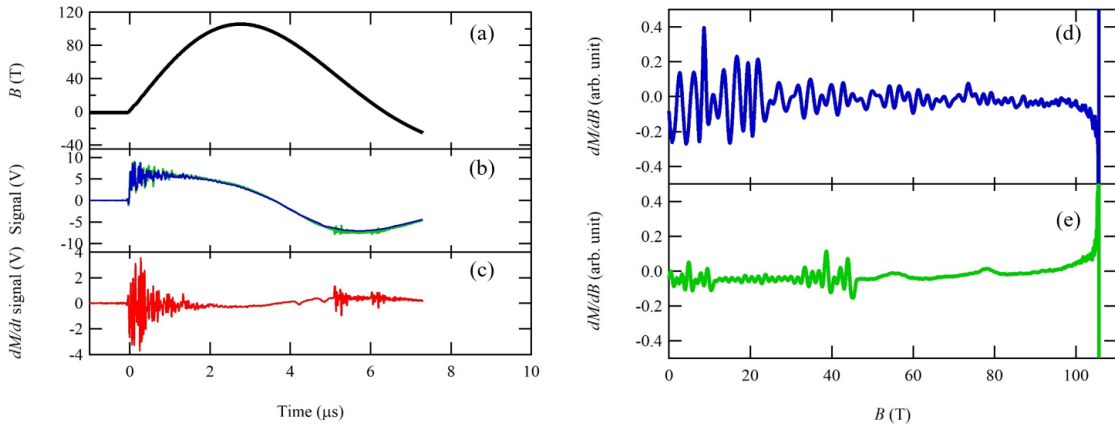 (a)
B (T)
120
80
40
0
-40
(b)
Signal (V)
10
5
0
-5
-10
(c)
dM/dt signal (V)
4
2
0
-2
-4
0 2 4 6 8 10
Time (μs)
(d)
dM/dB (arb. unit)
0.4
0.0
-0.2
-0.4
(e)
dM/dB (arb. unit)
0.4
0.2
0.0
-0.2
-0.4
0 20 40 60 80 100
B (T)